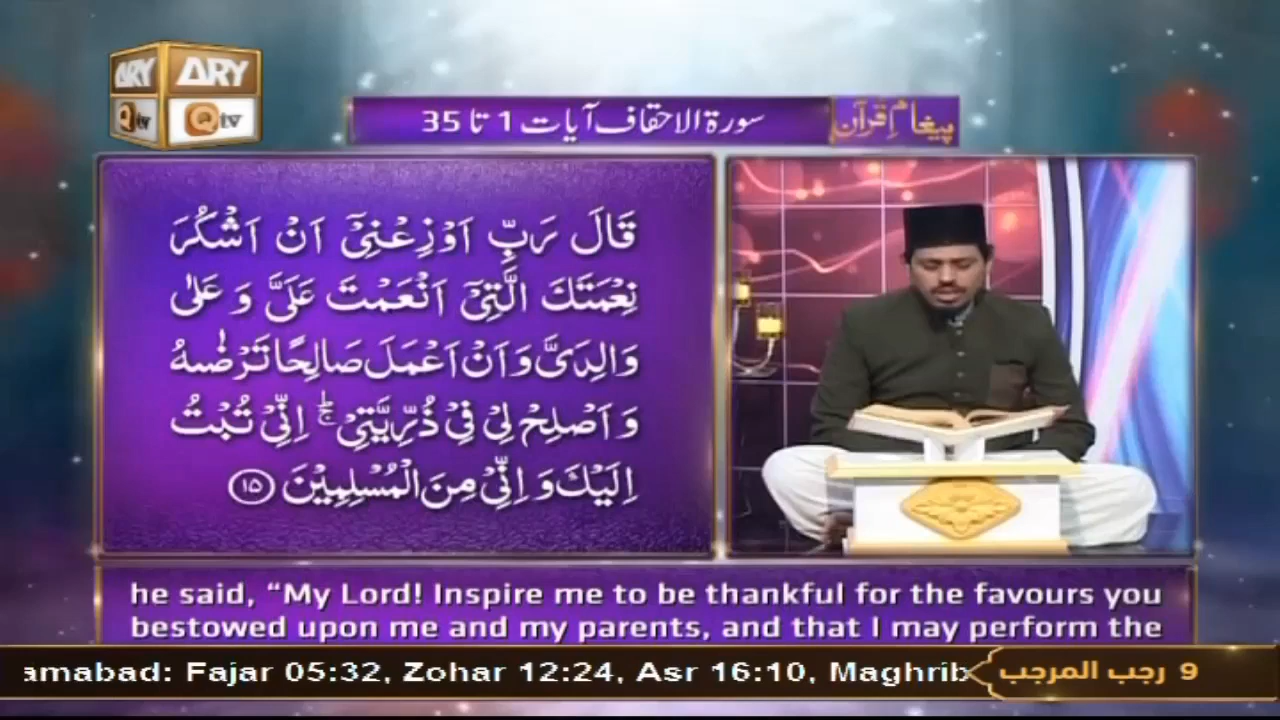 ARY
ARY
Q tv
Qtv
سورۃ الاحقاف آیات 1 تا 35
پیغام قرآن
قَالَ رَبِّ اَوْزِعْنِیْۤ اَنْ اَشْكُرَ
نِعْمَتَكَ الَّتِیْۤ اَنْعَمْتَ عَلَیَّ وَ عَلٰی
وَالِدَیَّ وَ اَنْ اَعْمَلَ صَالِحًا تَرْضٰىهُ
وَ اَصْلِحْ لِیْ فِیْ ذُرِّیَّتِیْ ۚؕ اِنِّیْ تُبْتُ
اِلَیْكَ وَ اِنِّیْ مِنَ الْمُسْلِمِیْنَ ۝۱۵
he said, “My Lord! Inspire me to be thankful for the favours you
bestowed upon me and my parents, and that I may perform the
amabad: Fajar 05:32, Zohar 12:24, Asr 16:10, Maghrib
9 رجب المرجب